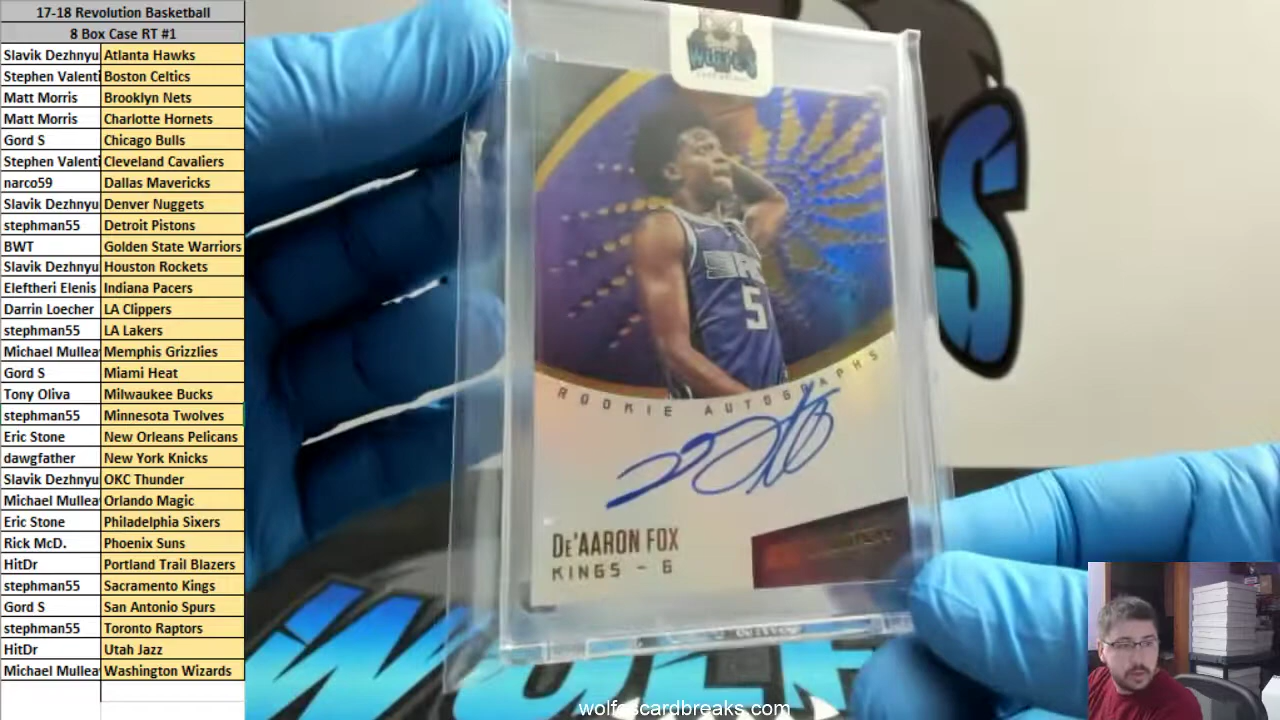 17-18 Revolution Basketball
8 Box Case RT #1
Slavik Dezhnyu Atlanta Hawks
Stephen Valenti Boston Celtics
Matt Morris Brooklyn Nets
Matt Morris Charlotte Hornets
Gord S Chicago Bulls
Stephen Valenti Cleveland Cavaliers
narco59 Dallas Mavericks
Slavik Dezhnyu Denver Nuggets
stephman55 Detroit Pistons
BWT Golden State Warriors
Slavik Dezhnyu Houston Rockets
Eleftheri Elenis Indiana Pacers
Darrin Loecher LA Clippers
stephman55 LA Lakers
Michael Mullea Memphis Grizzlies
Gord S Miami Heat
Tony Oliva Milwaukee Bucks
stephman55 Minnesota Twolves
Eric Stone New Orleans Pelicans
dawgfather New York Knicks
Slavik Dezhnyu OKC Thunder
Michael Mullea Orlando Magic
Eric Stone Philadelphia Sixers
Rick McD. Phoenix Suns
HitDr Portland Trail Blazers
stephman55 Sacramento Kings
Gord S San Antonio Spurs
stephman55 Toronto Raptors
HitDr Utah Jazz
Michael Mullea Washington Wizards
WOLFS
5
ROOKIE AUTOGRAPHS
DE'AARON FOX
KINGS - 6
S
WOLF
wolfscardbreaks.com